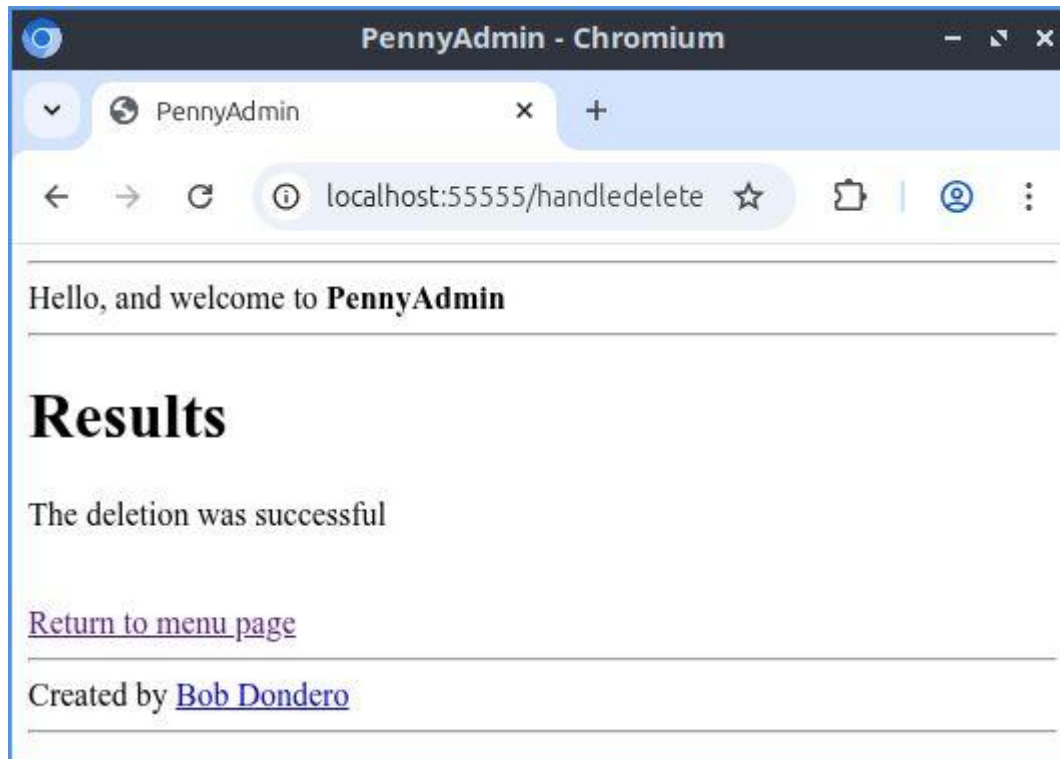 PennyAdmin - Chromium
PennyAdmin
localhost:55555/handledelete
Hello, and welcome to PennyAdmin
Results
The deletion was successful
Return to menu page
Created by Bob Dondero